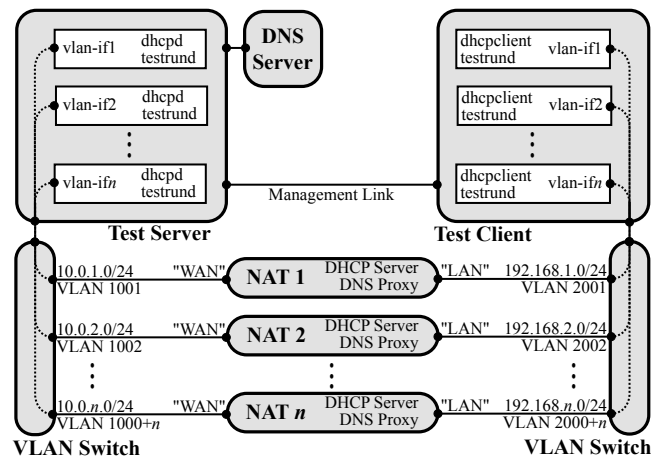 vlan-if1
dhcpd
testrund
DNS
Server
dhcpclient
testrund
vlan-if1
vlan-if2
dhcpd
testrund
dhcpclient
testrund
vlan-if2
vlan-ifn
dhcpd
testrund
Management Link
dhcpclient
testrund
vlan-ifn
Test Server
Test Client
10.0.1.0/24
VLAN 1001
"WAN"
NAT 1
DHCP Server
DNS Proxy
"LAN"
192.168.1.0/24
VLAN 2001
10.0.2.0/24
VLAN 1002
"WAN"
NAT 2
DHCP Server
DNS Proxy
"LAN"
192.168.2.0/24
VLAN 2002
10.0.n.0/24
VLAN 1000+n
"WAN"
NAT n
DHCP Server
DNS Proxy
"LAN"
192.168.n.0/24
VLAN 2000+n
VLAN Switch
VLAN Switch